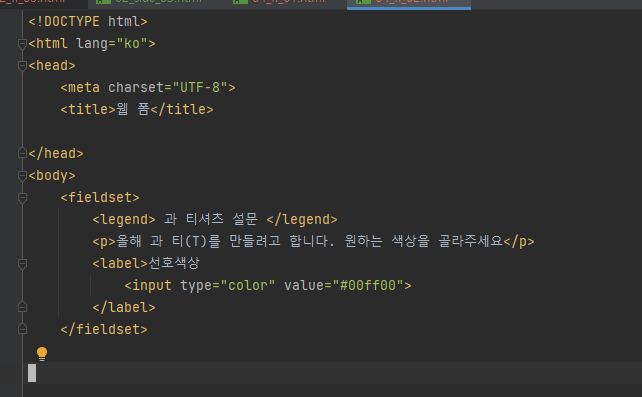 <!DOCTYPE html>
<html lang="ko">
<head>
    <meta charset="UTF-8">
    <title>웹 폼</title>

</head>
<body>
    <fieldset>
        <legend> 과 티셔츠 설문 </legend>
        <p>올해 과 티(T)를 만들려고 합니다. 원하는 색상을 골라주세요</p>
        <label>선호색상
            <input type="color" value="#00ff00">
        </label>
    </fieldset>